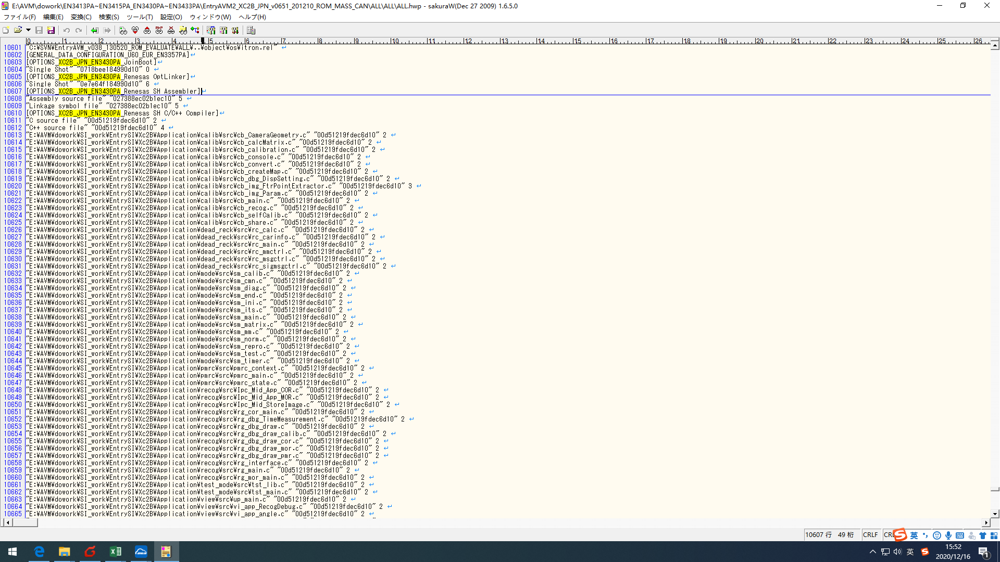 E:\AVM\dowork\EN3413PA~EN3415PA_EN3430PA~EN3433PA\EntryAVM2_XC2B_JPN_v0651_201210_ROM_MASS_CAN\ALL\ALL\ALL.hwp - sakuraW(Dec 27 2009) 1.6.5.0
ファイル(F) 編集(E) 変換(C) 検索(S) ツール(T) 設定(O) ウィンドウ(W) ヘルプ(H)
0 1 2 3 4 5 6 7 8 9 10 11 12 13 14 15 16 17 18 19 20 21 22 23 24 25 26
10601 "C:¥SVN¥EntryAVM_v038_130520_ROM_EVALUATE¥ALL¥..¥object¥os¥itron.rel" ↵
10602 [GENERAL_DATA_CONFIGURATION_U60_EUR_EN3357PA]↵
10603 [OPTIONS_XC2B_JPN_EN3430PA_JoinBoot]↵
10604 "Single Shot" "0718bee184990d10" 0 ↵
10605 [OPTIONS_XC2B_JPN_EN3430PA_Renesas OptLinker]↵
10606 "Single Shot" "0e7e64f184990d10" 6 ↵
10607 [OPTIONS_XC2B_JPN_EN3430PA_Renesas SH Assembler]↵
10608 "Assembly source file" "027388ec02b1ec10" 5 ↵
10609 "Linkage symbol file" "027388ec02b1ec10" 5 ↵
10610 [OPTIONS_XC2B_JPN_EN3430PA_Renesas SH C/C++ Compiler]↵
10611 "C source file" "00d51219fdec6d10" 2 ↵
10612 "C++ source file" "00d51219fdec6d10" 4 ↵
10613 "E:¥AVM¥dowork¥SI_work¥EntrySI¥Xc2B¥Application¥calib¥src¥cb_CameraGeometry.c" "00d51219fdec6d10" 2 ↵
10614 "E:¥AVM¥dowork¥SI_work¥EntrySI¥Xc2B¥Application¥calib¥src¥cb_calcMatrix.c" "00d51219fdec6d10" 2 ↵
10615 "E:¥AVM¥dowork¥SI_work¥EntrySI¥Xc2B¥Application¥calib¥src¥cb_calibration.c" "00d51219fdec6d10" 2 ↵
10616 "E:¥AVM¥dowork¥SI_work¥EntrySI¥Xc2B¥Application¥calib¥src¥cb_console.c" "00d51219fdec6d10" 2 ↵
10617 "E:¥AVM¥dowork¥SI_work¥EntrySI¥Xc2B¥Application¥calib¥src¥cb_convert.c" "00d51219fdec6d10" 2 ↵
10618 "E:¥AVM¥dowork¥SI_work¥EntrySI¥Xc2B¥Application¥calib¥src¥cb_createMap.c" "00d51219fdec6d10" 2 ↵
10619 "E:¥AVM¥dowork¥SI_work¥EntrySI¥Xc2B¥Application¥calib¥src¥cb_dbg_DispSetting.c" "00d51219fdec6d10" 2 ↵
10620 "E:¥AVM¥dowork¥SI_work¥EntrySI¥Xc2B¥Application¥calib¥src¥cb_img_FtrPointExtractor.c" "00d51219fdec6d10" 3 ↵
10621 "E:¥AVM¥dowork¥SI_work¥EntrySI¥Xc2B¥Application¥calib¥src¥cb_img_Param.c" "00d51219fdec6d10" 2 ↵
10622 "E:¥AVM¥dowork¥SI_work¥EntrySI¥Xc2B¥Application¥calib¥src¥cb_main.c" "00d51219fdec6d10" 2 ↵
10623 "E:¥AVM¥dowork¥SI_work¥EntrySI¥Xc2B¥Application¥calib¥src¥cb_recog.c" "00d51219fdec6d10" 2 ↵
10624 "E:¥AVM¥dowork¥SI_work¥EntrySI¥Xc2B¥Application¥calib¥src¥cb_selfCalib.c" "00d51219fdec6d10" 2 ↵
10625 "E:¥AVM¥dowork¥SI_work¥EntrySI¥Xc2B¥Application¥calib¥src¥cb_share.c" "00d51219fdec6d10" 2 ↵
10626 "E:¥AVM¥dowork¥SI_work¥EntrySI¥Xc2B¥Application¥dead_reck¥src¥rc_calc.c" "00d51219fdec6d10" 2 ↵
10627 "E:¥AVM¥dowork¥SI_work¥EntrySI¥Xc2B¥Application¥dead_reck¥src¥rc_carinfo.c" "00d51219fdec6d10" 2 ↵
10628 "E:¥AVM¥dowork¥SI_work¥EntrySI¥Xc2B¥Application¥dead_reck¥src¥rc_main.c" "00d51219fdec6d10" 2 ↵
10629 "E:¥AVM¥dowork¥SI_work¥EntrySI¥Xc2B¥Application¥dead_reck¥src¥rc_mmctrl.c" "00d51219fdec6d10" 2 ↵
10630 "E:¥AVM¥dowork¥SI_work¥EntrySI¥Xc2B¥Application¥dead_reck¥src¥rc_msgctrl.c" "00d51219fdec6d10" 2 ↵
10631 "E:¥AVM¥dowork¥SI_work¥EntrySI¥Xc2B¥Application¥dead_reck¥src¥rc_sigmsgctrl.c" "00d51219fdec6d10" 2 ↵
10632 "E:¥AVM¥dowork¥SI_work¥EntrySI¥Xc2B¥Application¥mode¥src¥sm_calib.c" "00d51219fdec6d10" 2 ↵
10633 "E:¥AVM¥dowork¥SI_work¥EntrySI¥Xc2B¥Application¥mode¥src¥sm_cmn.c" "00d51219fdec6d10" 2 ↵
10634 "E:¥AVM¥dowork¥SI_work¥EntrySI¥Xc2B¥Application¥mode¥src¥sm_diag.c" "00d51219fdec6d10" 2 ↵
10635 "E:¥AVM¥dowork¥SI_work¥EntrySI¥Xc2B¥Application¥mode¥src¥sm_end.c" "00d51219fdec6d10" 2 ↵
10636 "E:¥AVM¥dowork¥SI_work¥EntrySI¥Xc2B¥Application¥mode¥src¥sm_ini.c" "00d51219fdec6d10" 2 ↵
10637 "E:¥AVM¥dowork¥SI_work¥EntrySI¥Xc2B¥Application¥mode¥src¥sm_its.c" "00d51219fdec6d10" 2 ↵
10638 "E:¥AVM¥dowork¥SI_work¥EntrySI¥Xc2B¥Application¥mode¥src¥sm_main.c" "00d51219fdec6d10" 2 ↵
10639 "E:¥AVM¥dowork¥SI_work¥EntrySI¥Xc2B¥Application¥mode¥src¥sm_matrix.c" "00d51219fdec6d10" 2 ↵
10640 "E:¥AVM¥dowork¥SI_work¥EntrySI¥Xc2B¥Application¥mode¥src¥sm_mm.c" "00d51219fdec6d10" 2 ↵
10641 "E:¥AVM¥dowork¥SI_work¥EntrySI¥Xc2B¥Application¥mode¥src¥sm_norm.c" "00d51219fdec6d10" 2 ↵
10642 "E:¥AVM¥dowork¥SI_work¥EntrySI¥Xc2B¥Application¥mode¥src¥sm_repro.c" "00d51219fdec6d10" 2 ↵
10643 "E:¥AVM¥dowork¥SI_work¥EntrySI¥Xc2B¥Application¥mode¥src¥sm_test.c" "00d51219fdec6d10" 2 ↵
10644 "E:¥AVM¥dowork¥SI_work¥EntrySI¥Xc2B¥Application¥mode¥src¥sm_timer.c" "00d51219fdec6d10" 2 ↵
10645 "E:¥AVM¥dowork¥SI_work¥EntrySI¥Xc2B¥Application¥pmrc¥src¥pmrc_context.c" "00d51219fdec6d10" 2 ↵
10646 "E:¥AVM¥dowork¥SI_work¥EntrySI¥Xc2B¥Application¥pmrc¥src¥pmrc_main.c" "00d51219fdec6d10" 2 ↵
10647 "E:¥AVM¥dowork¥SI_work¥EntrySI¥Xc2B¥Application¥pmrc¥src¥pmrc_state.c" "00d51219fdec6d10" 2 ↵
10648 "E:¥AVM¥dowork¥SI_work¥EntrySI¥Xc2B¥Application¥recog¥src¥Ipc_Mid_App_COR.c" "00d51219fdec6d10" 2 ↵
10649 "E:¥AVM¥dowork¥SI_work¥EntrySI¥Xc2B¥Application¥recog¥src¥Ipc_Mid_App_MOR.c" "00d51219fdec6d10" 2 ↵
10650 "E:¥AVM¥dowork¥SI_work¥EntrySI¥Xc2B¥Application¥recog¥src¥Ipc_Mid_StoreImage.c" "00d51219fdec6d10" 2 ↵
10651 "E:¥AVM¥dowork¥SI_work¥EntrySI¥Xc2B¥Application¥recog¥src¥rg_cor_main.c" "00d51219fdec6d10" 2 ↵
10652 "E:¥AVM¥dowork¥SI_work¥EntrySI¥Xc2B¥Application¥recog¥src¥rg_dbg_TimeMeasurement.c" "00d51219fdec6d10" 2 ↵
10653 "E:¥AVM¥dowork¥SI_work¥EntrySI¥Xc2B¥Application¥recog¥src¥rg_dbg_draw.c" "00d51219fdec6d10" 2 ↵
10654 "E:¥AVM¥dowork¥SI_work¥EntrySI¥Xc2B¥Application¥recog¥src¥rg_dbg_draw_calib.c" "00d51219fdec6d10" 2 ↵
10655 "E:¥AVM¥dowork¥SI_work¥EntrySI¥Xc2B¥Application¥recog¥src¥rg_dbg_draw_cor.c" "00d51219fdec6d10" 2 ↵
10656 "E:¥AVM¥dowork¥SI_work¥EntrySI¥Xc2B¥Application¥recog¥src¥rg_dbg_draw_mor.c" "00d51219fdec6d10" 2 ↵
10657 "E:¥AVM¥dowork¥SI_work¥EntrySI¥Xc2B¥Application¥recog¥src¥rg_dbg_draw_pmr.c" "00d51219fdec6d10" 2 ↵
10658 "E:¥AVM¥dowork¥SI_work¥EntrySI¥Xc2B¥Application¥recog¥src¥rg_interface.c" "00d51219fdec6d10" 2 ↵
10659 "E:¥AVM¥dowork¥SI_work¥EntrySI¥Xc2B¥Application¥recog¥src¥rg_main.c" "00d51219fdec6d10" 2 ↵
10660 "E:¥AVM¥dowork¥SI_work¥EntrySI¥Xc2B¥Application¥recog¥src¥rg_mor_main.c" "00d51219fdec6d10" 2 ↵
10661 "E:¥AVM¥dowork¥SI_work¥EntrySI¥Xc2B¥Application¥test_mode¥src¥tst_lib.c" "00d51219fdec6d10" 2 ↵
10662 "E:¥AVM¥dowork¥SI_work¥EntrySI¥Xc2B¥Application¥test_mode¥src¥tst_main.c" "00d51219fdec6d10" 2 ↵
10663 "E:¥AVM¥dowork¥SI_work¥EntrySI¥Xc2B¥Application¥view¥src¥up_main.c" "00d51219fdec6d10" 2 ↵
10664 "E:¥AVM¥dowork¥SI_work¥EntrySI¥Xc2B¥Application¥view¥src¥vi_app_RecogDebug.c" "00d51219fdec6d10" 2 ↵
10665 "E:¥AVM¥dowork¥SI_work¥EntrySI¥Xc2B¥Application¥view¥src¥vi_app_angle.c" "00d51219fdec6d10" 2 ↵
10607 行 49 桁 CRLF
英
英
15:52
2020/12/16
1